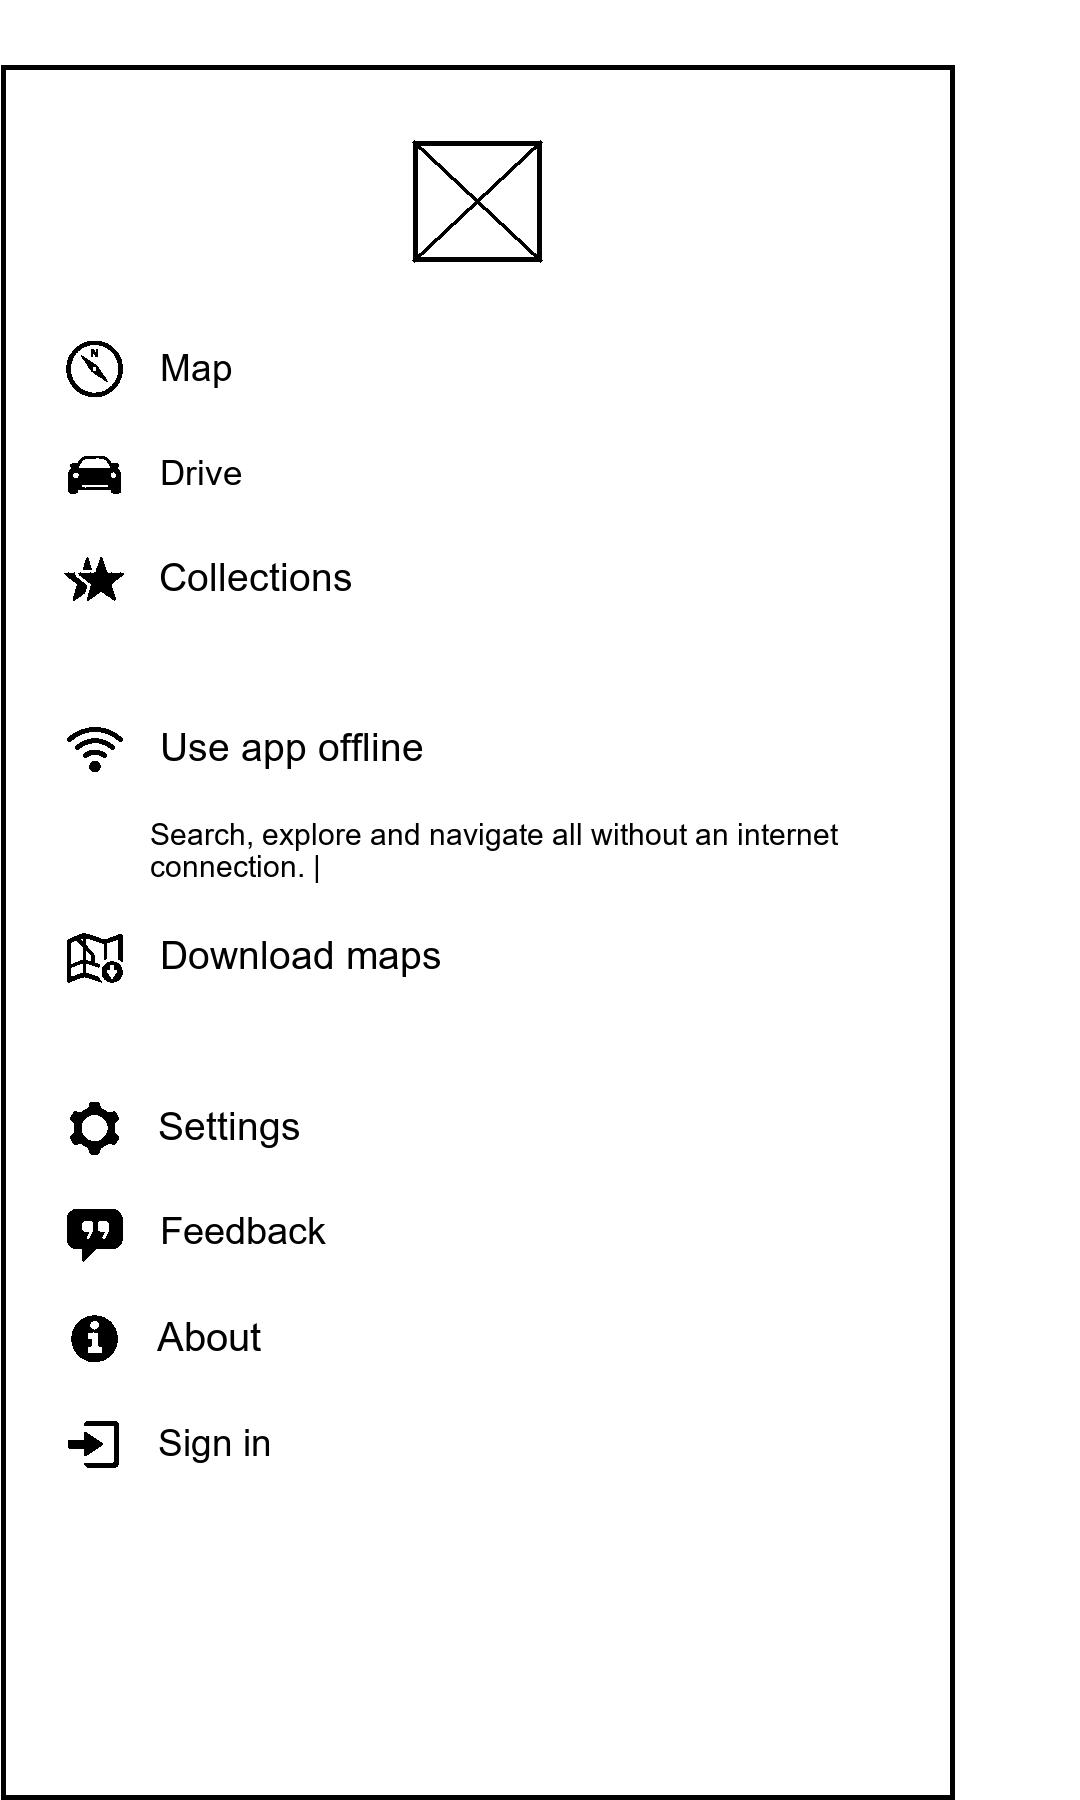 N
Map
Drive
Collections
Use app offline
Search, explore and navigate all without an internet
connection. |
Download maps
Settings
Feedback
About
Sign in